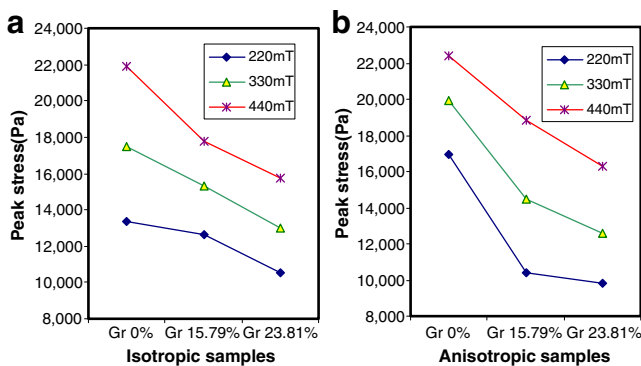 a
Peak stress(Pa)
24,000
22,000
20,000
18,000
16,000
14,000
12,000
10,000
8,000
220mT
330mT
440mT
Gr 0%
Gr 15.79%
Gr 23.81%
Isotropic samples
b
Peak stress(Pa)
24,000
22,000
20,000
18,000
16,000
14,000
12,000
10,000
8,000
220mT
330mT
440mT
Gr 0%
Gr 15.79%
Gr 23.81%
Anisotropic samples